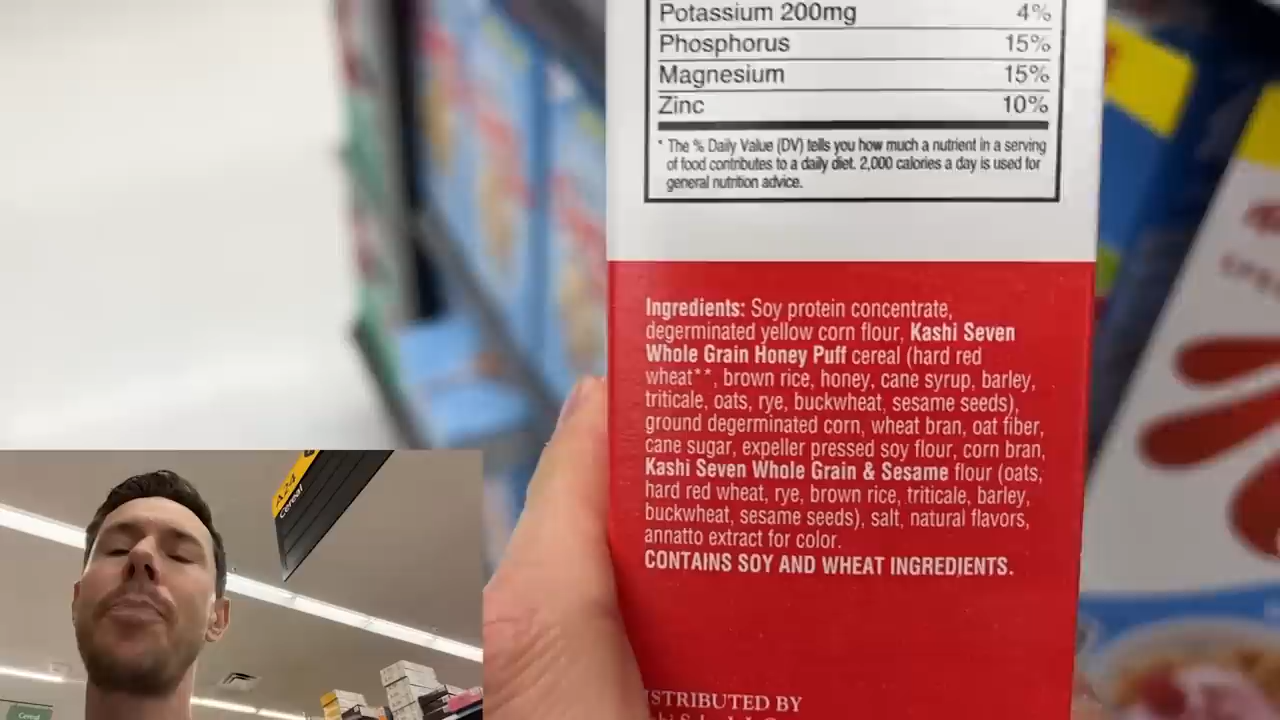 Potassium 200mg 4%
Phosphorus 15%
Magnesium 15%
Zinc 10%
* The % Daily Value (DV) tells you how much a nutrient in a serving
of food contributes to a daily diet. 2,000 calories a day is used for
general nutrition advice.
Ingredients: Soy protein concentrate,
degerminated yellow corn flour, Kashi Seven
Whole Grain Honey Puff cereal (hard red
wheat**, brown rice, honey, cane syrup, barley,
triticale, oats, rye, buckwheat, sesame seeds),
ground degerminated corn, wheat bran, oat fiber,
cane sugar, expeller pressed soy flour, corn bran,
Kashi Seven Whole Grain & Sesame flour (oats,
hard red wheat, rye, brown rice, triticale, barley,
buckwheat, sesame seeds), salt, natural flavors,
annatto extract for color.
CONTAINS SOY AND WHEAT INGREDIENTS.
ISTRIBUTED BY
A24
Cereal
Cereal